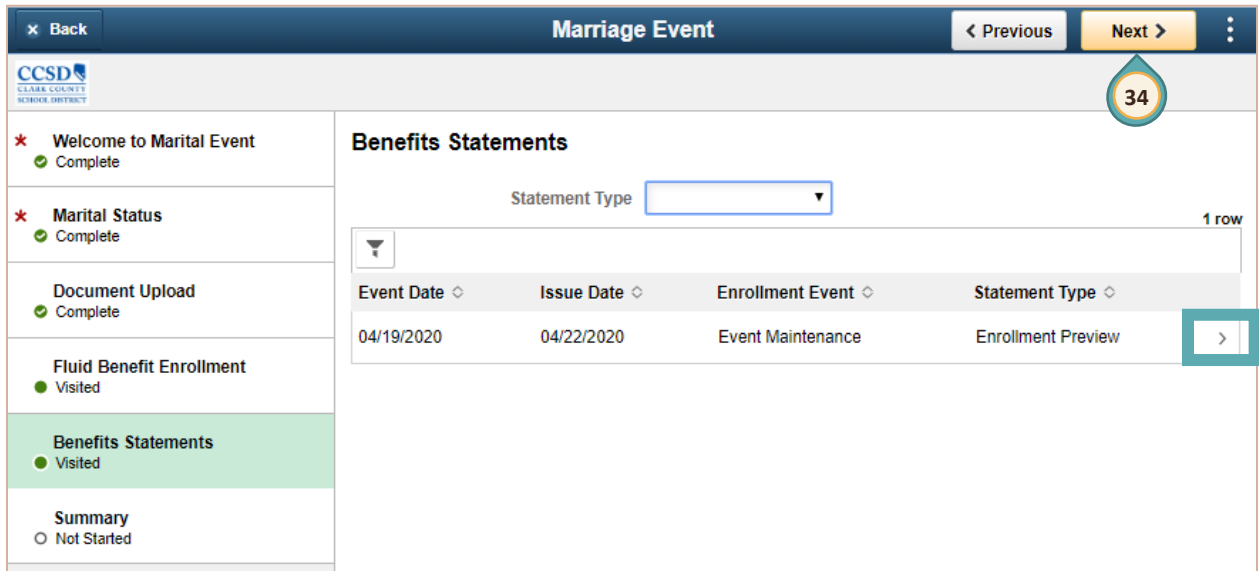 × Back
Marriage Event
< Previous
Next >
34
CCSD
CLARK COUNTY
SCHOOL DISTRICT
* Welcome to Marital Event
Complete
* Marital Status
Complete
Document Upload
Complete
Fluid Benefit Enrollment
Visited
Benefits Statements
Visited
Summary
Not Started
Benefits Statements
Statement Type
1 row
Event Date Issue Date Enrollment Event Statement Type
04/19/2020 04/22/2020 Event Maintenance Enrollment Preview >